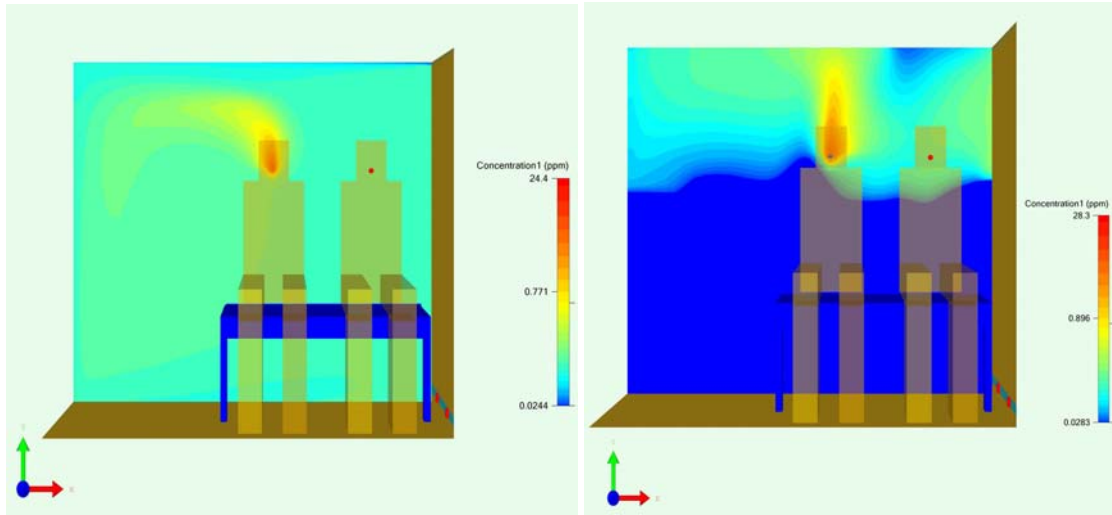 Concentration1 (ppm)
24.4
0.771
0.0244
X
Concentration1 (ppm)
28.3
0.896
0.0283
X